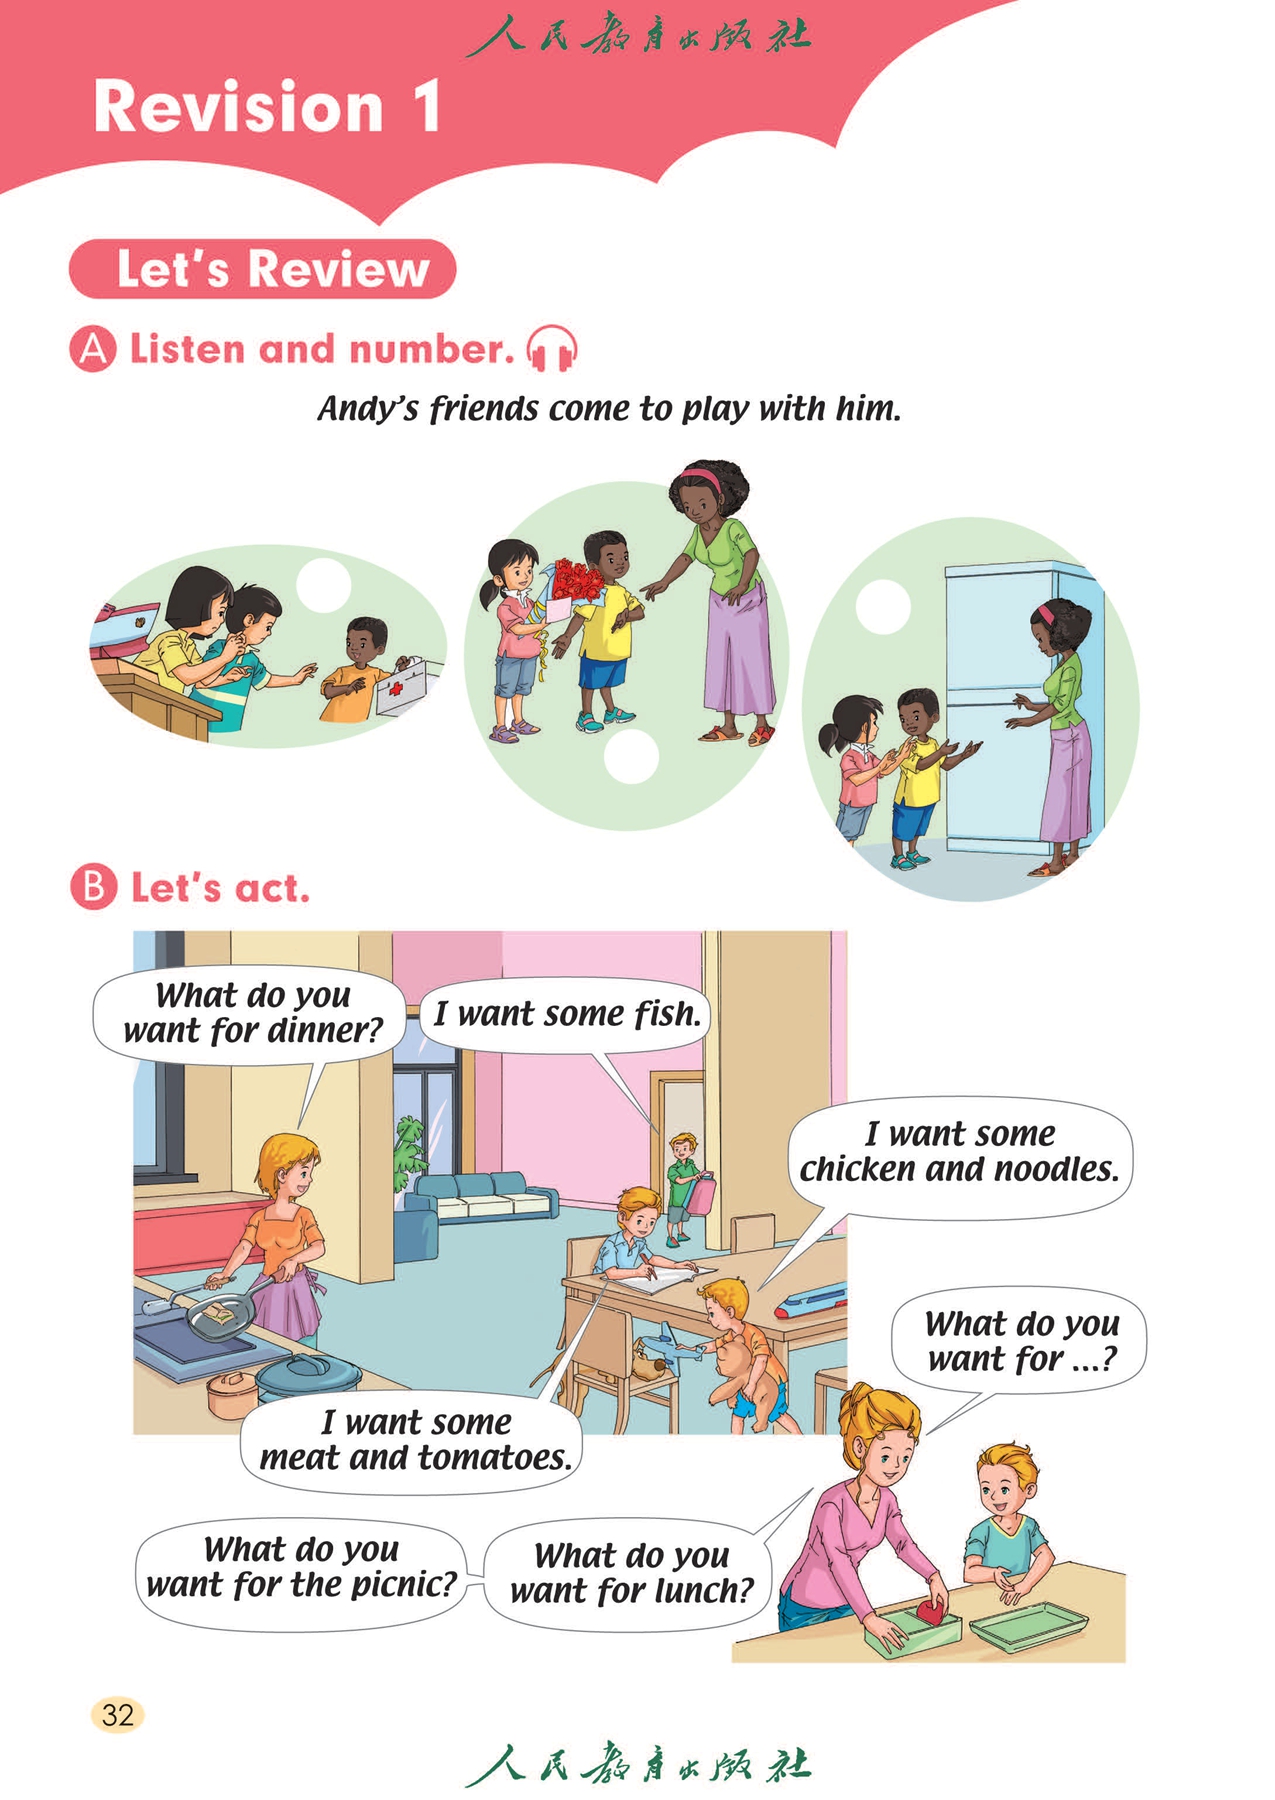 人民教育出版社
Revision 1
Let's Review
A Listen and number.
Andy's friends come to play with him.
B Let's act.
What do you
want for dinner?
I want some fish.
I want some
chicken and noodles.
What do you
want for ...?
I want some
meat and tomatoes.
What do you
want for the picnic?
What do you
want for lunch?
32
人民教育出版社